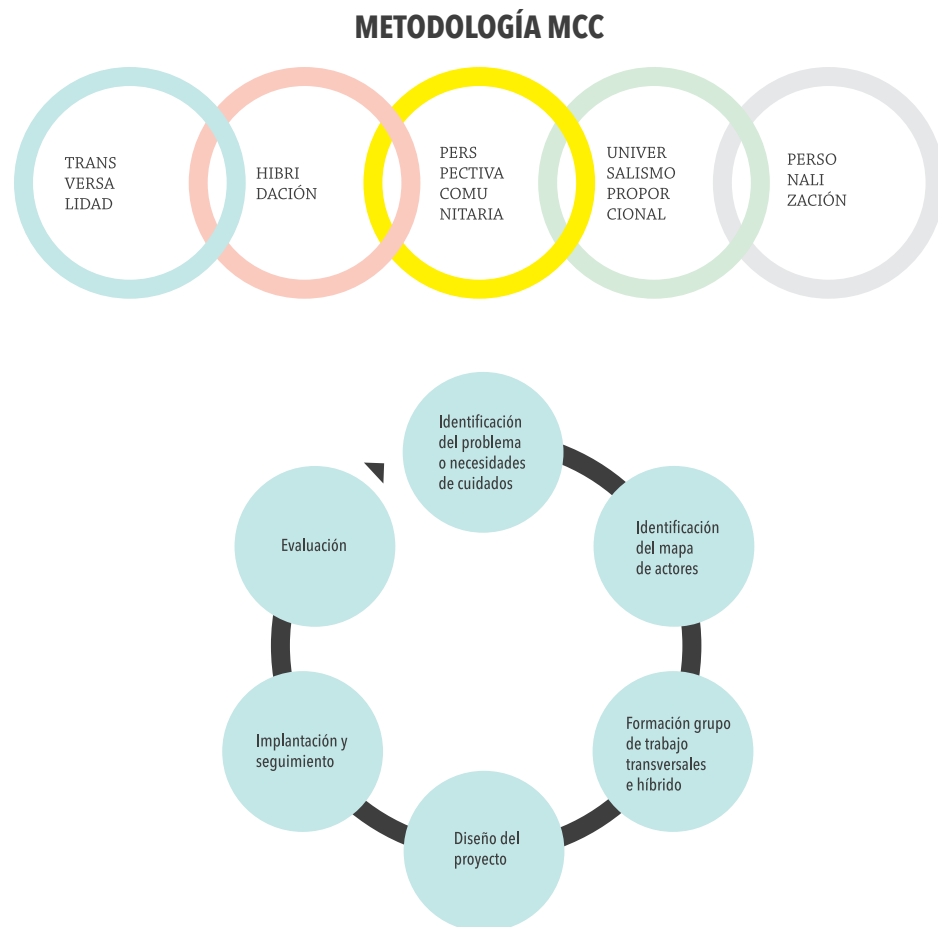 METODOLOGÍA MCC
TRANS
VERSA
LIDAD
HIBRI
DACIÓN
PERS
PECTIVA
COMU
NITARIA
UNIVER
SALISMO
PROPOR
CIONAL
PERSO
NALI
ZACIÓN
Identificación
del problema
o necesidades
de cuidados
Identificación
del mapa
de actores
Formación grupo
de trabajo
transversales
e híbrido
Diseño del
proyecto
Implantación y
seguimiento
Evaluación